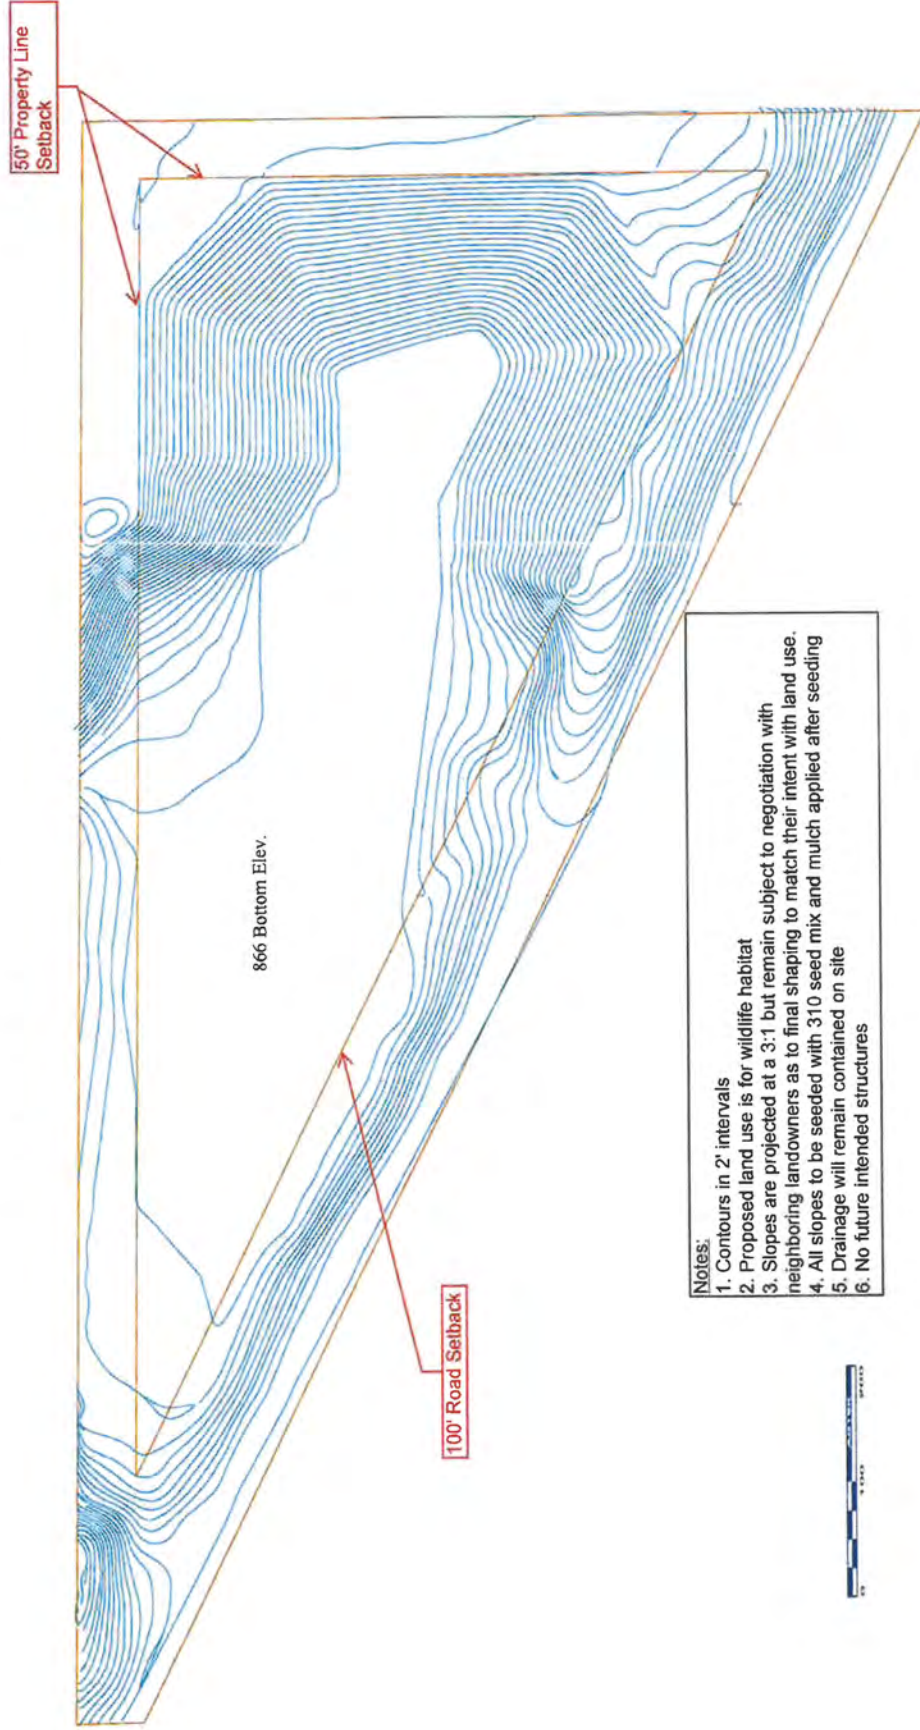 50' Property Line
Setback
866 Bottom Elev.
100' Road Setback
Notes:
1. Contours in 2' intervals
2. Proposed land use is for wildlife habitat
3. Slopes are projected at a 3:1 but remain subject to negotiation with
neighboring landowners as to final shaping to match their intent with land use.
4. All slopes to be seeded with 310 seed mix and mulch applied after seeding
5. Drainage will remain contained on site
6. No future intended structures
0 100 200